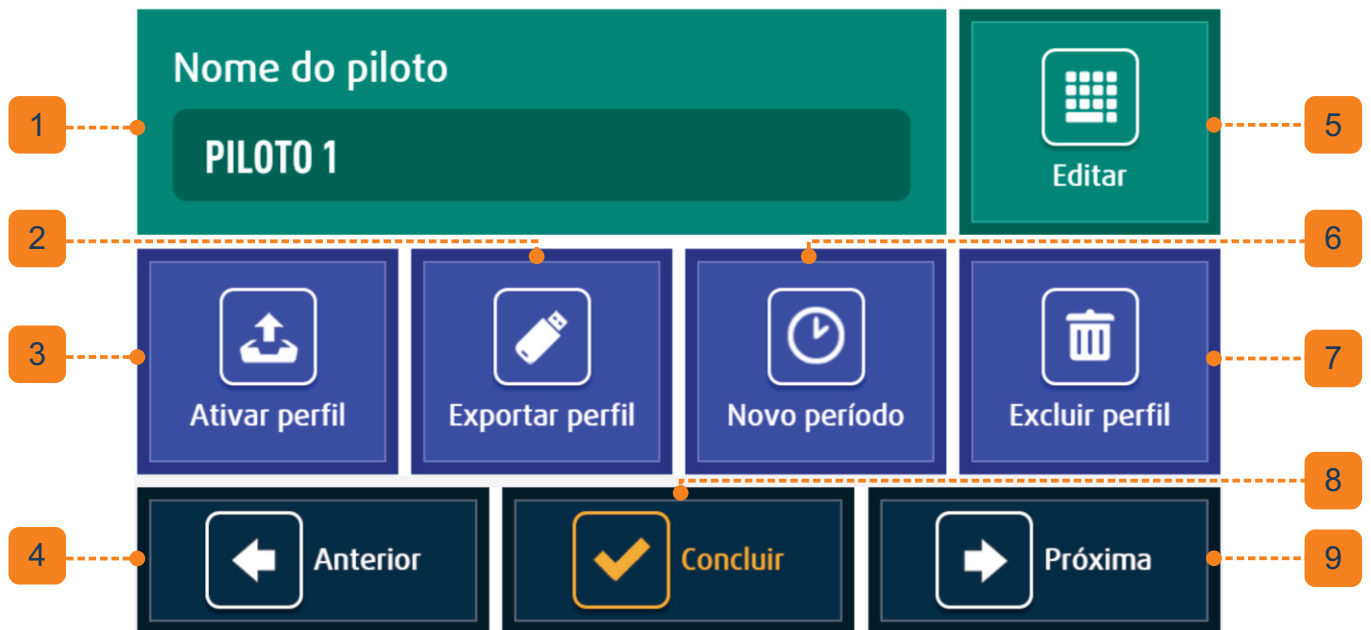 Nome do piloto
1
5
PILOTO 1
Editar
2
6
3
7
Ativar perfil
Exportar perfil
Novo período
Excluir perfil
8
4
Anterior
Concluir
Próxima
9